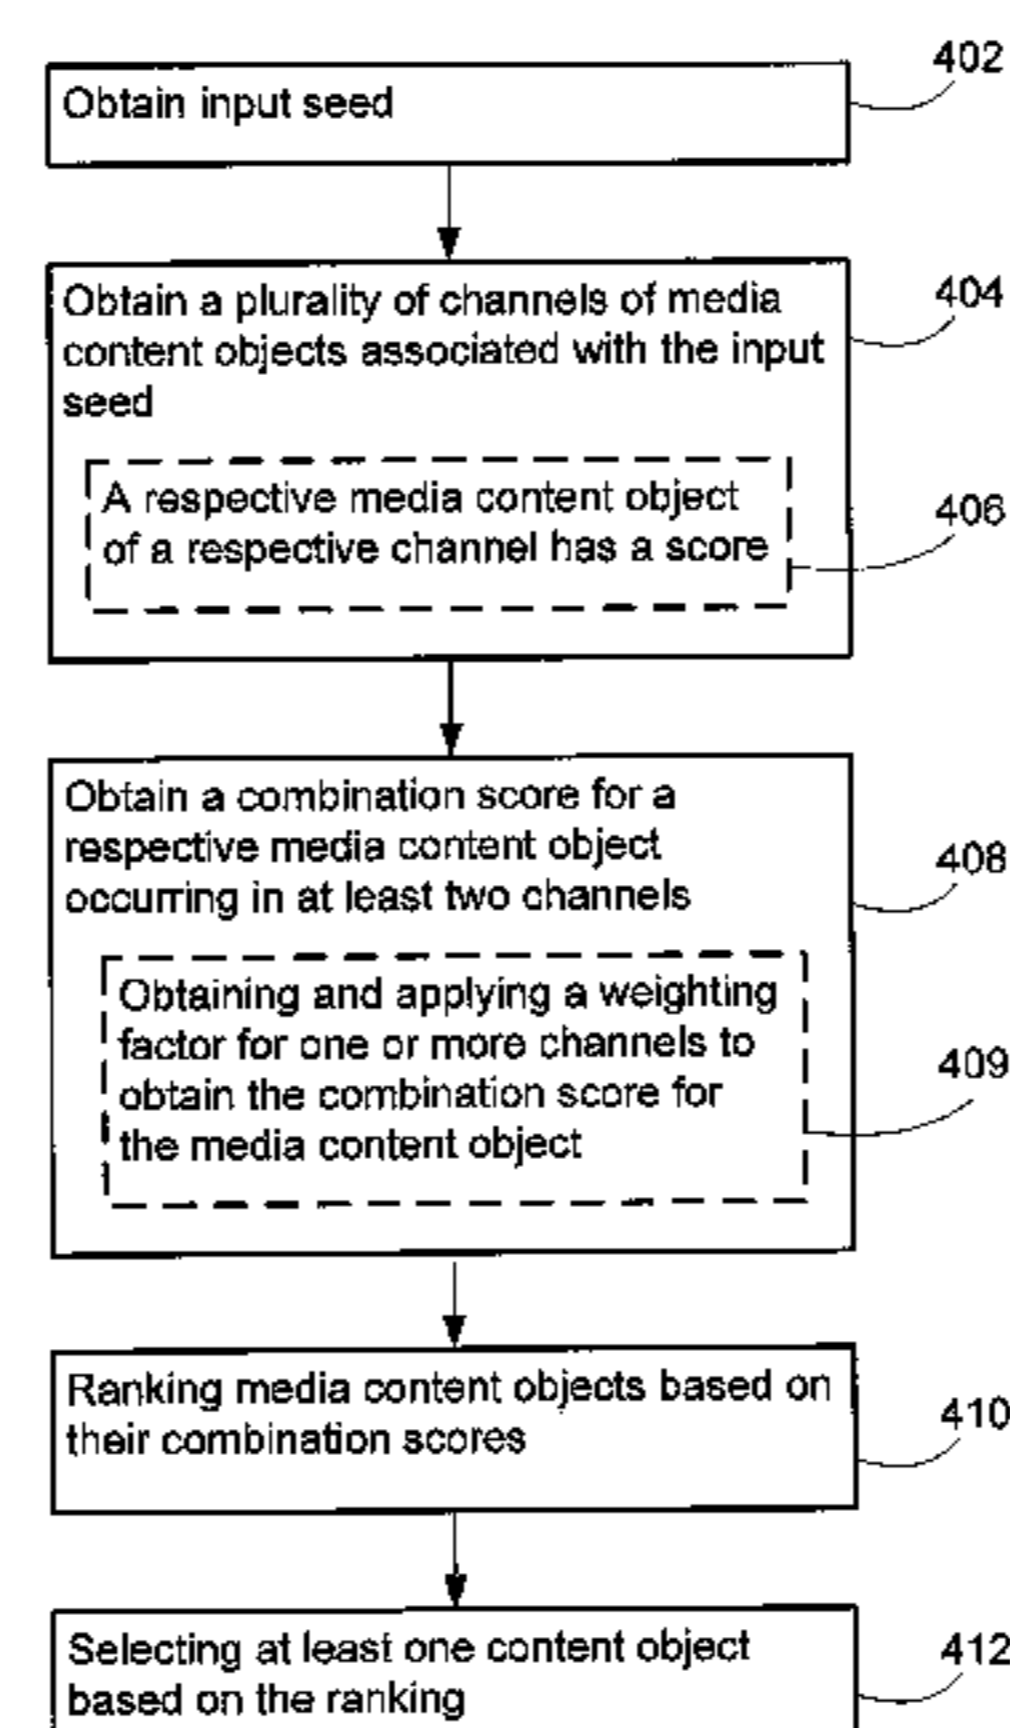 402
Obtain input seed
404
Obtain a plurality of channels of media
content objects associated with the input
seed
406
A respective media content object
of a respective channel has a score
408
Obtain a combination score for a
respective media content object
occurring in at least two channels
409
Obtaining and applying a weighting
factor for one or more channels to
obtain the combination score for
the media content object
410
Ranking media content objects based on
their combination scores
412
Selecting at least one content object
based on the ranking